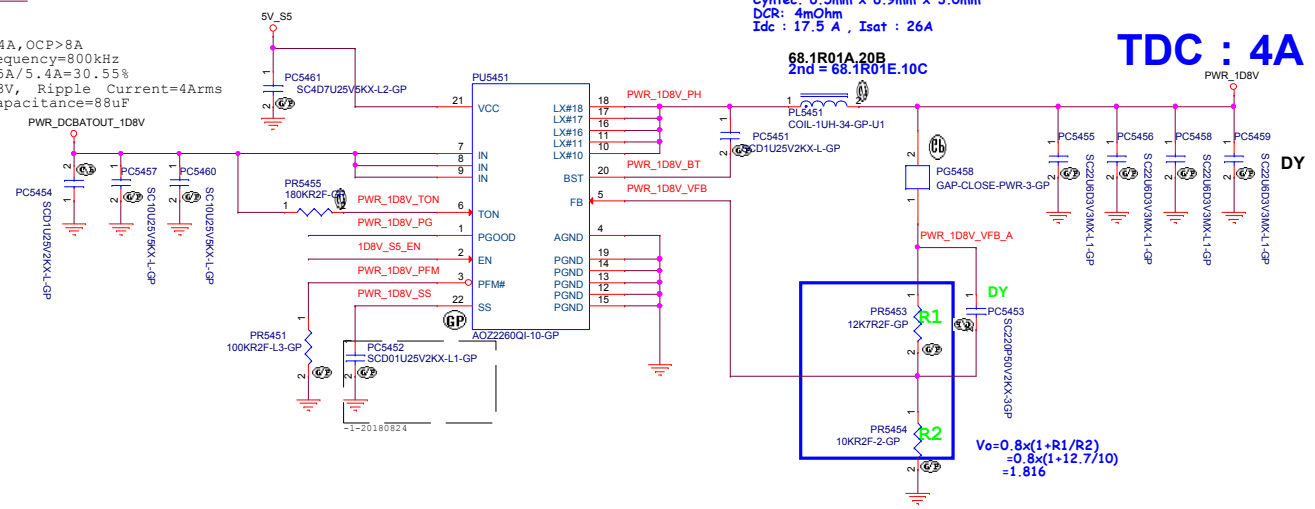 Cyntec: 6.5mm x 6.9mm x 3.0mm
DCR: 4mOhm
Idc : 17.5 A , Isat : 26A
TDC : 4A
4A,OCP>8A
equency=800kHz
5A/5.4A=30.55%
8V, Ripple Current=4Arms
apacitance=88uF
5V_S5
PC5461
SC4D7U25V5KX-L2-GP
PWR_DCBATOUT_1D8V
PC5454
SCD1U25V2KX-L-GP
PC5457
SC10U25V5KX-L-GP
PC5460
SC10U25V5KX-L-GP
PR5455
180KR2F-GP
PWR_1D8V_TON
PWR_1D8V_PG
1D8V_S5_EN
PWR_1D8V_PFM
PWR_1D8V_SS
PR5451
100KR2F-L3-GP
PC5452
SCD01U25V2KX-L1-GP
-1-20180824
PU5451
21 VCC
7 IN
8 IN
9 IN
6 TON
1 PGOOD
2 EN
3 PFM#
22 SS
LX#18 18
LX#17 17
LX#16 16
LX#11 11
LX#10 10
BST 20
FB 5
AGND 4
PGND 19
PGND 14
PGND 13
PGND 12
PGND 15
GP
AOZ2260QI-10-GP
PWR_1D8V_PH
PWR_1D8V_BT
PWR_1D8V_VFB
PC5451
SCD1U25V2KX-L-GP
68.1R01A.20B
2nd = 68.1R01E.10C
PL5451
COIL-1UH-34-GP-U1
PWR_1D8V
PG5458
GAP-CLOSE-PWR-3-GP
PWR_1D8V_VFB_A
PC5455
SC22U6D3V3MX-L1-GP
PC5456
SC22U6D3V3MX-L1-GP
PC5458
SC22U6D3V3MX-L1-GP
PC5459
SC22U6D3V3MX-L1-GP
DY
PR5453
12K7R2F-GP
R1
DY
PC5453
SC220P50V2KX-3GP
PR5454
10KR2F-2-GP
R2
Vo=0.8x(1+R1/R2)
=0.8x(1+12.7/10)
=1.816